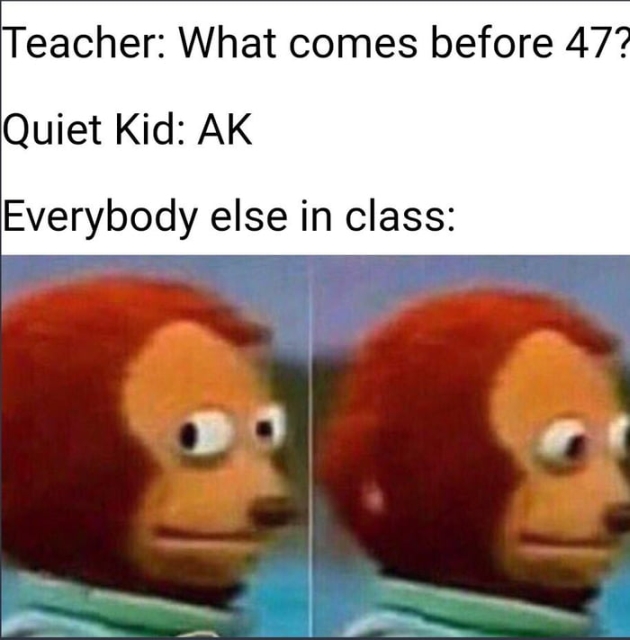 Teacher: What comes before 47?
Quiet Kid: AK
Everybody else in class: